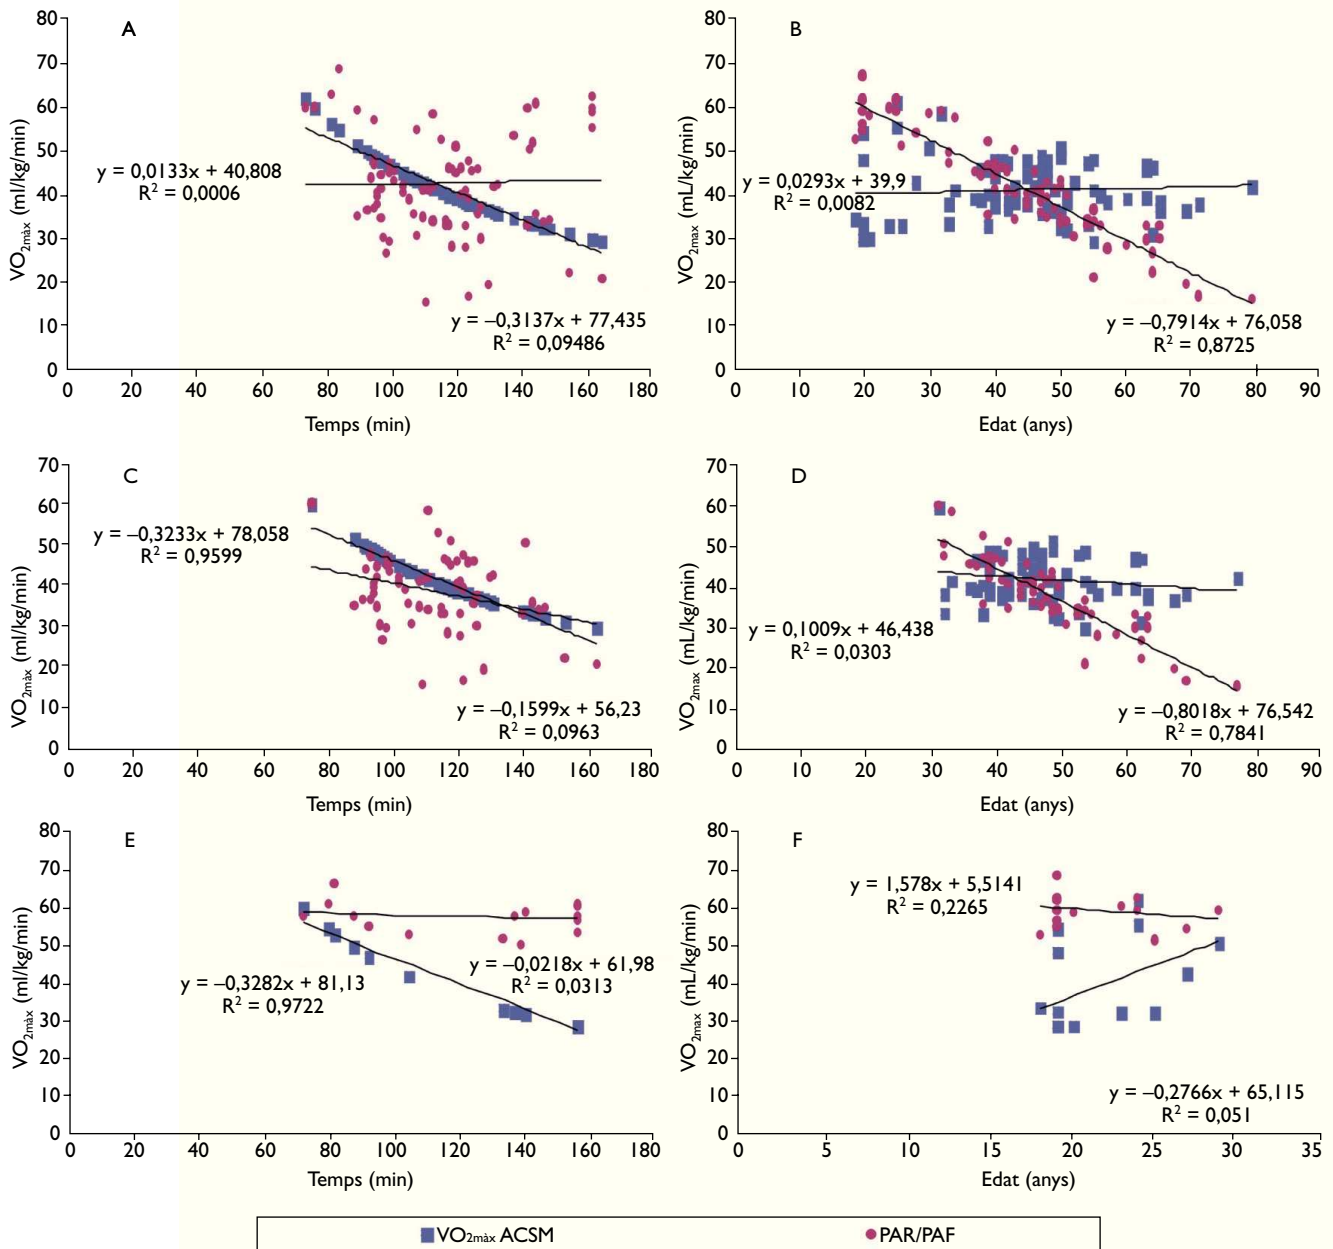 A
80
70
60
50
40
30
20
10
0
VO2màx (ml/kg/min)
y = 0,0133x + 40,808
R² = 0,0006
y = –0,3137x + 77,435
R² = 0,09486
0 20 40 60 80 100 120 140 160 180
Temps (min)
B
80
70
60
50
40
30
20
10
0
VO2màx (mL/kg/min)
y = 0,0293x + 39,9
R² = 0,0082
y = –0,7914x + 76,058
R² = 0,8725
0 10 20 30 40 50 60 70 80 90
Edat (anys)
C
70
60
50
40
30
20
10
0
VO2màx (ml/kg/min)
y = –0,3233x + 78,058
R² = 0,9599
y = –0,1599x + 56,23
R² = 0,0963
0 20 40 60 80 100 120 140 160 180
Temps (min)
D
70
60
50
40
30
20
10
0
VO2màx (mL/kg/min)
y = 0,1009x + 46,438
R² = 0,0303
y = –0,8018x + 76,542
R² = 0,7841
0 10 20 30 40 50 60 70 80 90
Edat (anys)
E
80
70
60
50
40
30
20
10
0
VO2màx (ml/kg/min)
y = –0,3282x + 81,13
R² = 0,9722
y = –0,0218x + 61,98
R² = 0,0313
0 20 40 60 80 100 120 140 160 180
Temps (min)
F
80
70
60
50
40
30
20
10
0
VO2màx (mL/kg/min)
y = 1,578x + 5,5141
R² = 0,2265
y = –0,2766x + 65,115
R² = 0,051
0 5 10 15 20 25 30 35
Edat (anys)
VO2màx ACSM
PAR/PAF